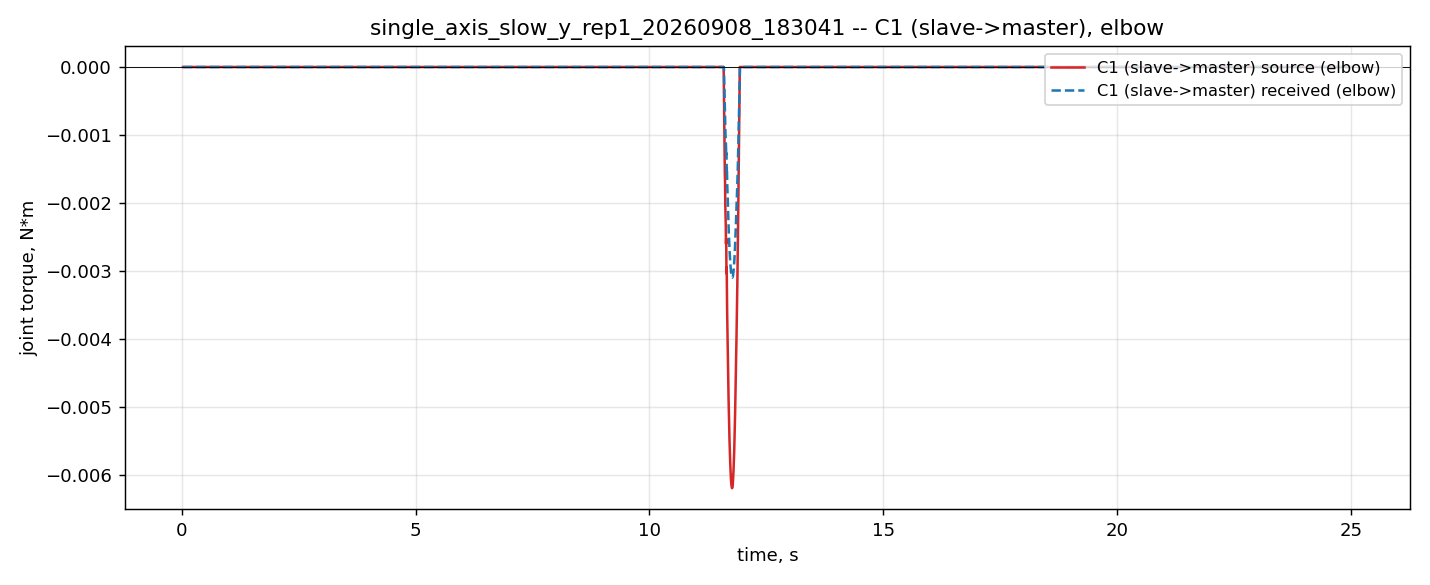 single_axis_slow_y_rep1_20260908_183041 -- C1 (slave->master), elbow
C1 (slave->master) source (elbow)
C1 (slave->master) received (elbow)
joint torque, N*m
0.000
−0.001
−0.002
−0.003
−0.004
−0.005
−0.006
0
5
10
15
20
25
time, s